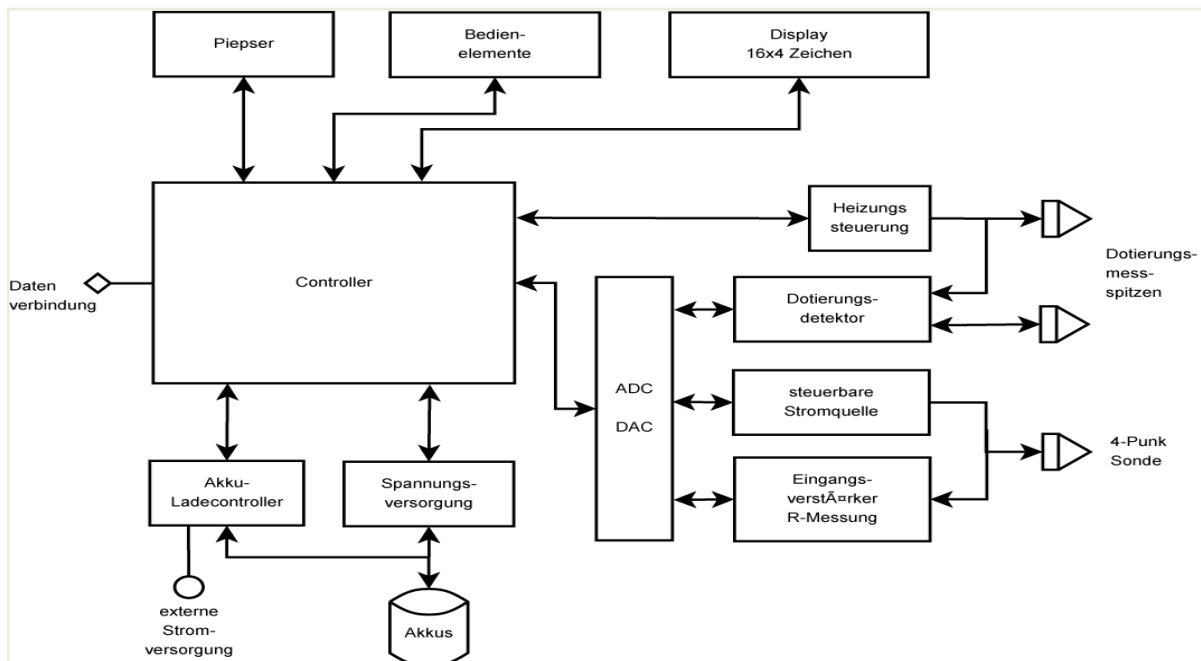 Piepser
Bedien-
elemente
Display
16x4 Zeichen
Heizungs
steuerung
Dotierungs-
mess-
spitzen
Daten
verbindung
Controller
Dotierungs-
detektor
ADC
DAC
steuerbare
Stromquelle
4-Punk
Sonde
Akku-
Ladecontroller
Spannungs-
versorgung
Eingangs-
verstÃ¤rker
R-Messung
externe
Strom-
versorgung
Akkus